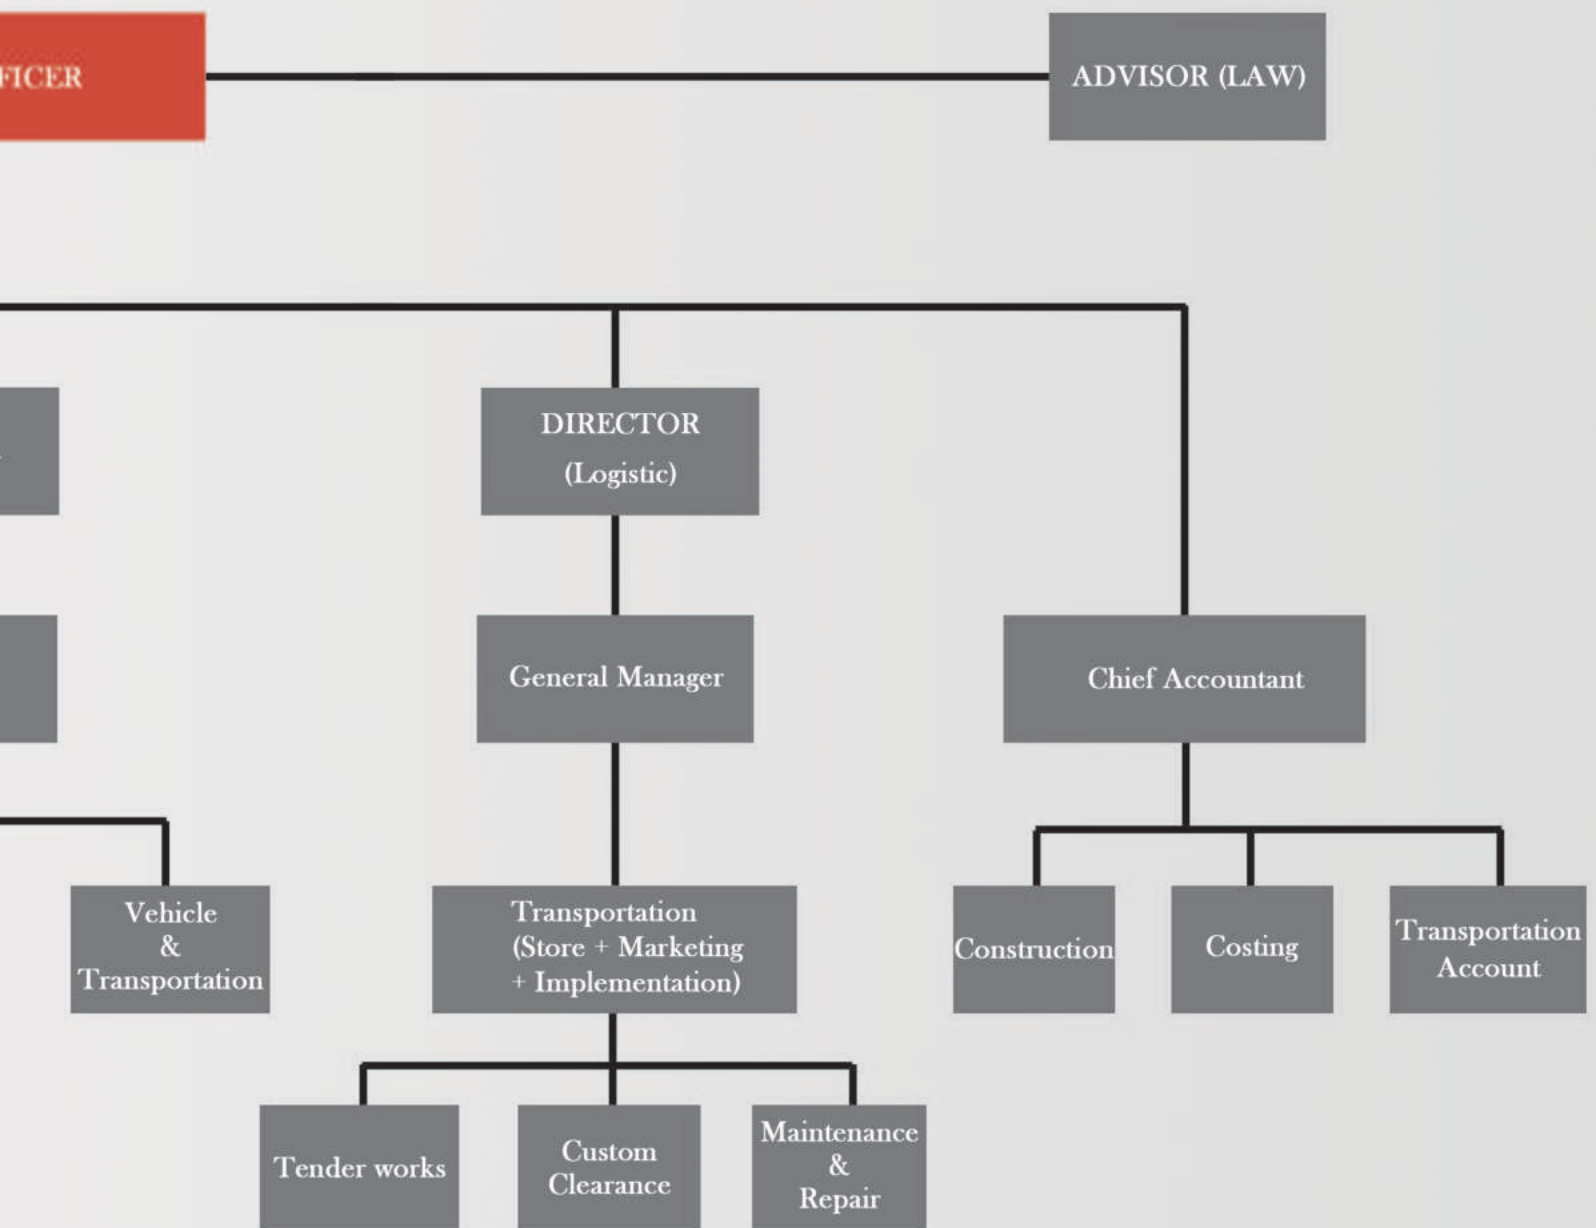 FICER
ADVISOR (LAW)
DIRECTOR
(Logistic)
General Manager
Chief Accountant
Vehicle
&
Transportation
Transportation
(Store + Marketing
+ Implementation)
Construction
Costing
Transportation
Account
Tender works
Custom
Clearance
Maintenance
&
Repair